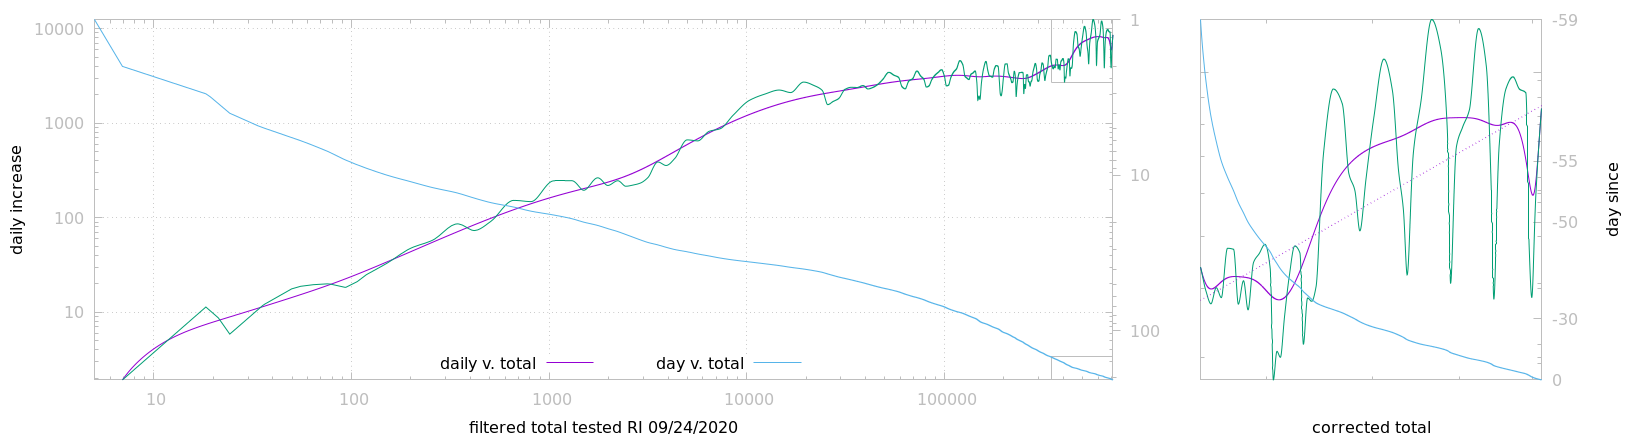 10000
1000
100
10
daily increase
10
100
1000
10000
100000
filtered total tested RI 09/24/2020
daily v. total
day v. total
1
10
100
-59
-55
-50
-30
0
day since
corrected total